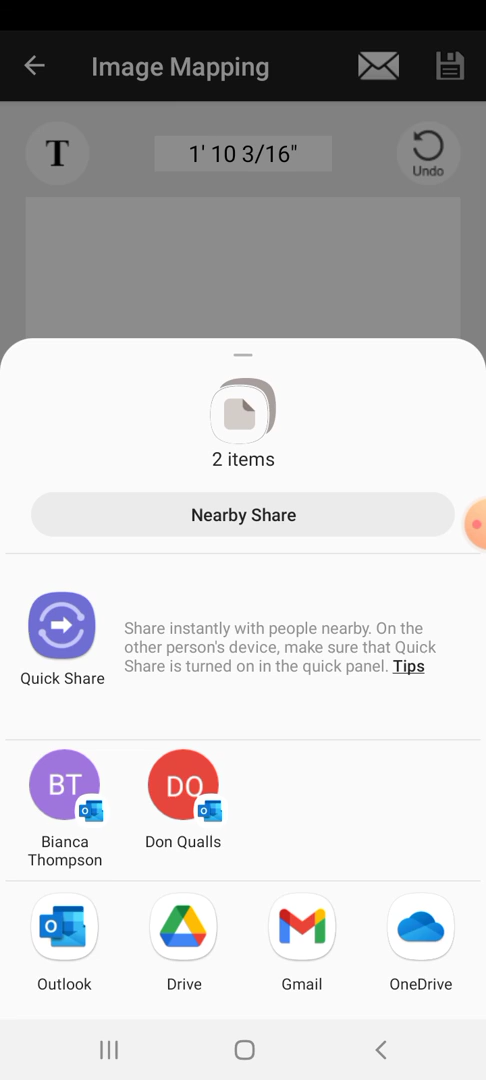 Image Mapping
T
1' 10 3/16"
Undo
2 items
Nearby Share
Quick Share
Share instantly with people nearby. On the
other person's device, make sure that Quick
Share is turned on in the quick panel. Tips
BT
DO
Bianca
Thompson
Don Qualls
Outlook
Drive
Gmail
OneDrive